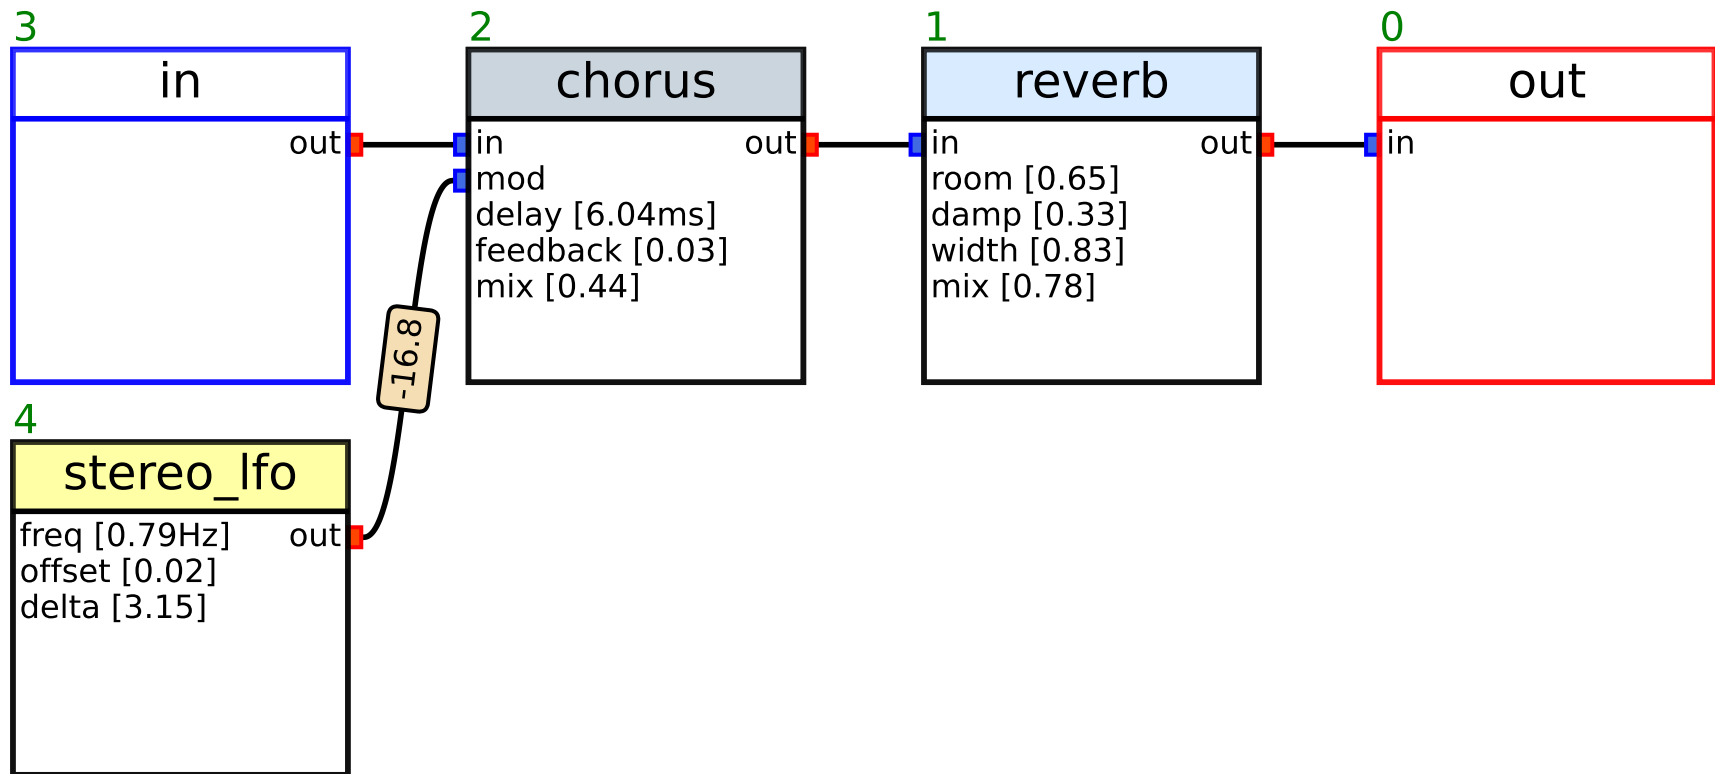 3
in
out
2
chorus
in
out
mod
delay [6.04ms]
feedback [0.03]
mix [0.44]
1
reverb
in
out
room [0.65]
damp [0.33]
width [0.83]
mix [0.78]
0
out
in
-16.8
4
stereo_lfo
freq [0.79Hz]
out
offset [0.02]
delta [3.15]